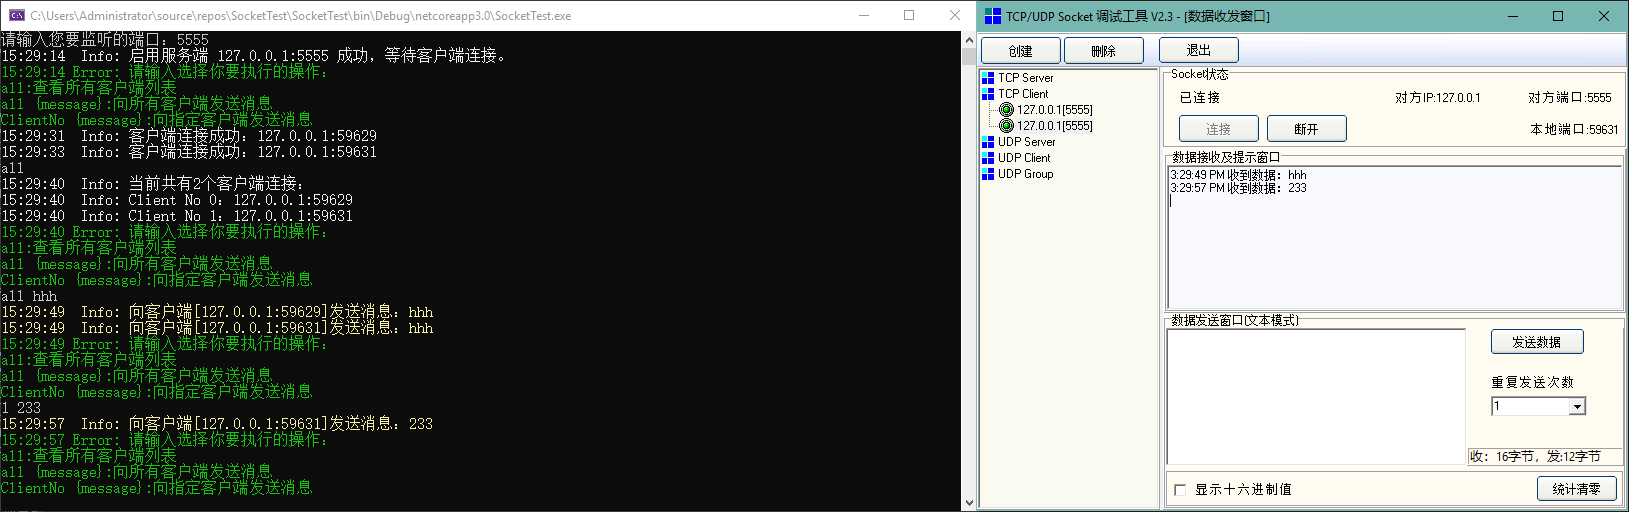 C:\Users\Administrator\source\repos\SocketTest\SocketTest\bin\Debug\netcoreapp3.0\SocketTest.exe
请输入您要监听的端口：5555
15:29:14  Info: 启用服务端 127.0.0.1:5555 成功，等待客户端连接。
15:29:14 Error: 请输入选择你要执行的操作:
all:查看所有客户端列表
all {message}:向所有客户端发送消息
ClientNo {message}:向指定客户端发送消息
15:29:31  Info: 客户端连接成功：127.0.0.1:59629
15:29:33  Info: 客户端连接成功：127.0.0.1:59631
all
15:29:40  Info: 当前共有2个客户端连接:
15:29:40  Info: Client No 0：127.0.0.1:59629
15:29:40  Info: Client No 1：127.0.0.1:59631
15:29:40 Error: 请输入选择你要执行的操作:
all:查看所有客户端列表
all {message}:向所有客户端发送消息
ClientNo {message}:向指定客户端发送消息
all hhh
15:29:49  Info: 向客户端[127.0.0.1:59629]发送消息：hhh
15:29:49  Info: 向客户端[127.0.0.1:59631]发送消息：hhh
15:29:49 Error: 请输入选择你要执行的操作:
all:查看所有客户端列表
all {message}:向所有客户端发送消息
ClientNo {message}:向指定客户端发送消息
1 233
15:29:57  Info: 向客户端[127.0.0.1:59631]发送消息：233
15:29:57 Error: 请输入选择你要执行的操作:
all:查看所有客户端列表
all {message}:向所有客户端发送消息
ClientNo {message}:向指定客户端发送消息
TCP/UDP Socket 调试工具 V2.3 - [数据收发窗口]
创建 删除 退出
TCP Server
TCP Client
127.0.0.1[5555]
127.0.0.1[5555]
UDP Server
UDP Client
UDP Group
Socket状态
已连接 对方IP:127.0.0.1 对方端口:5555
连接 断开 本地端口:59631
数据接收及提示窗口
3:29:49 PM 收到数据：hhh
3:29:57 PM 收到数据：233
数据发送窗口(文本模式)
发送数据
重复发送次数
1
收：16字节，发:12字节
显示十六进制值 统计清零